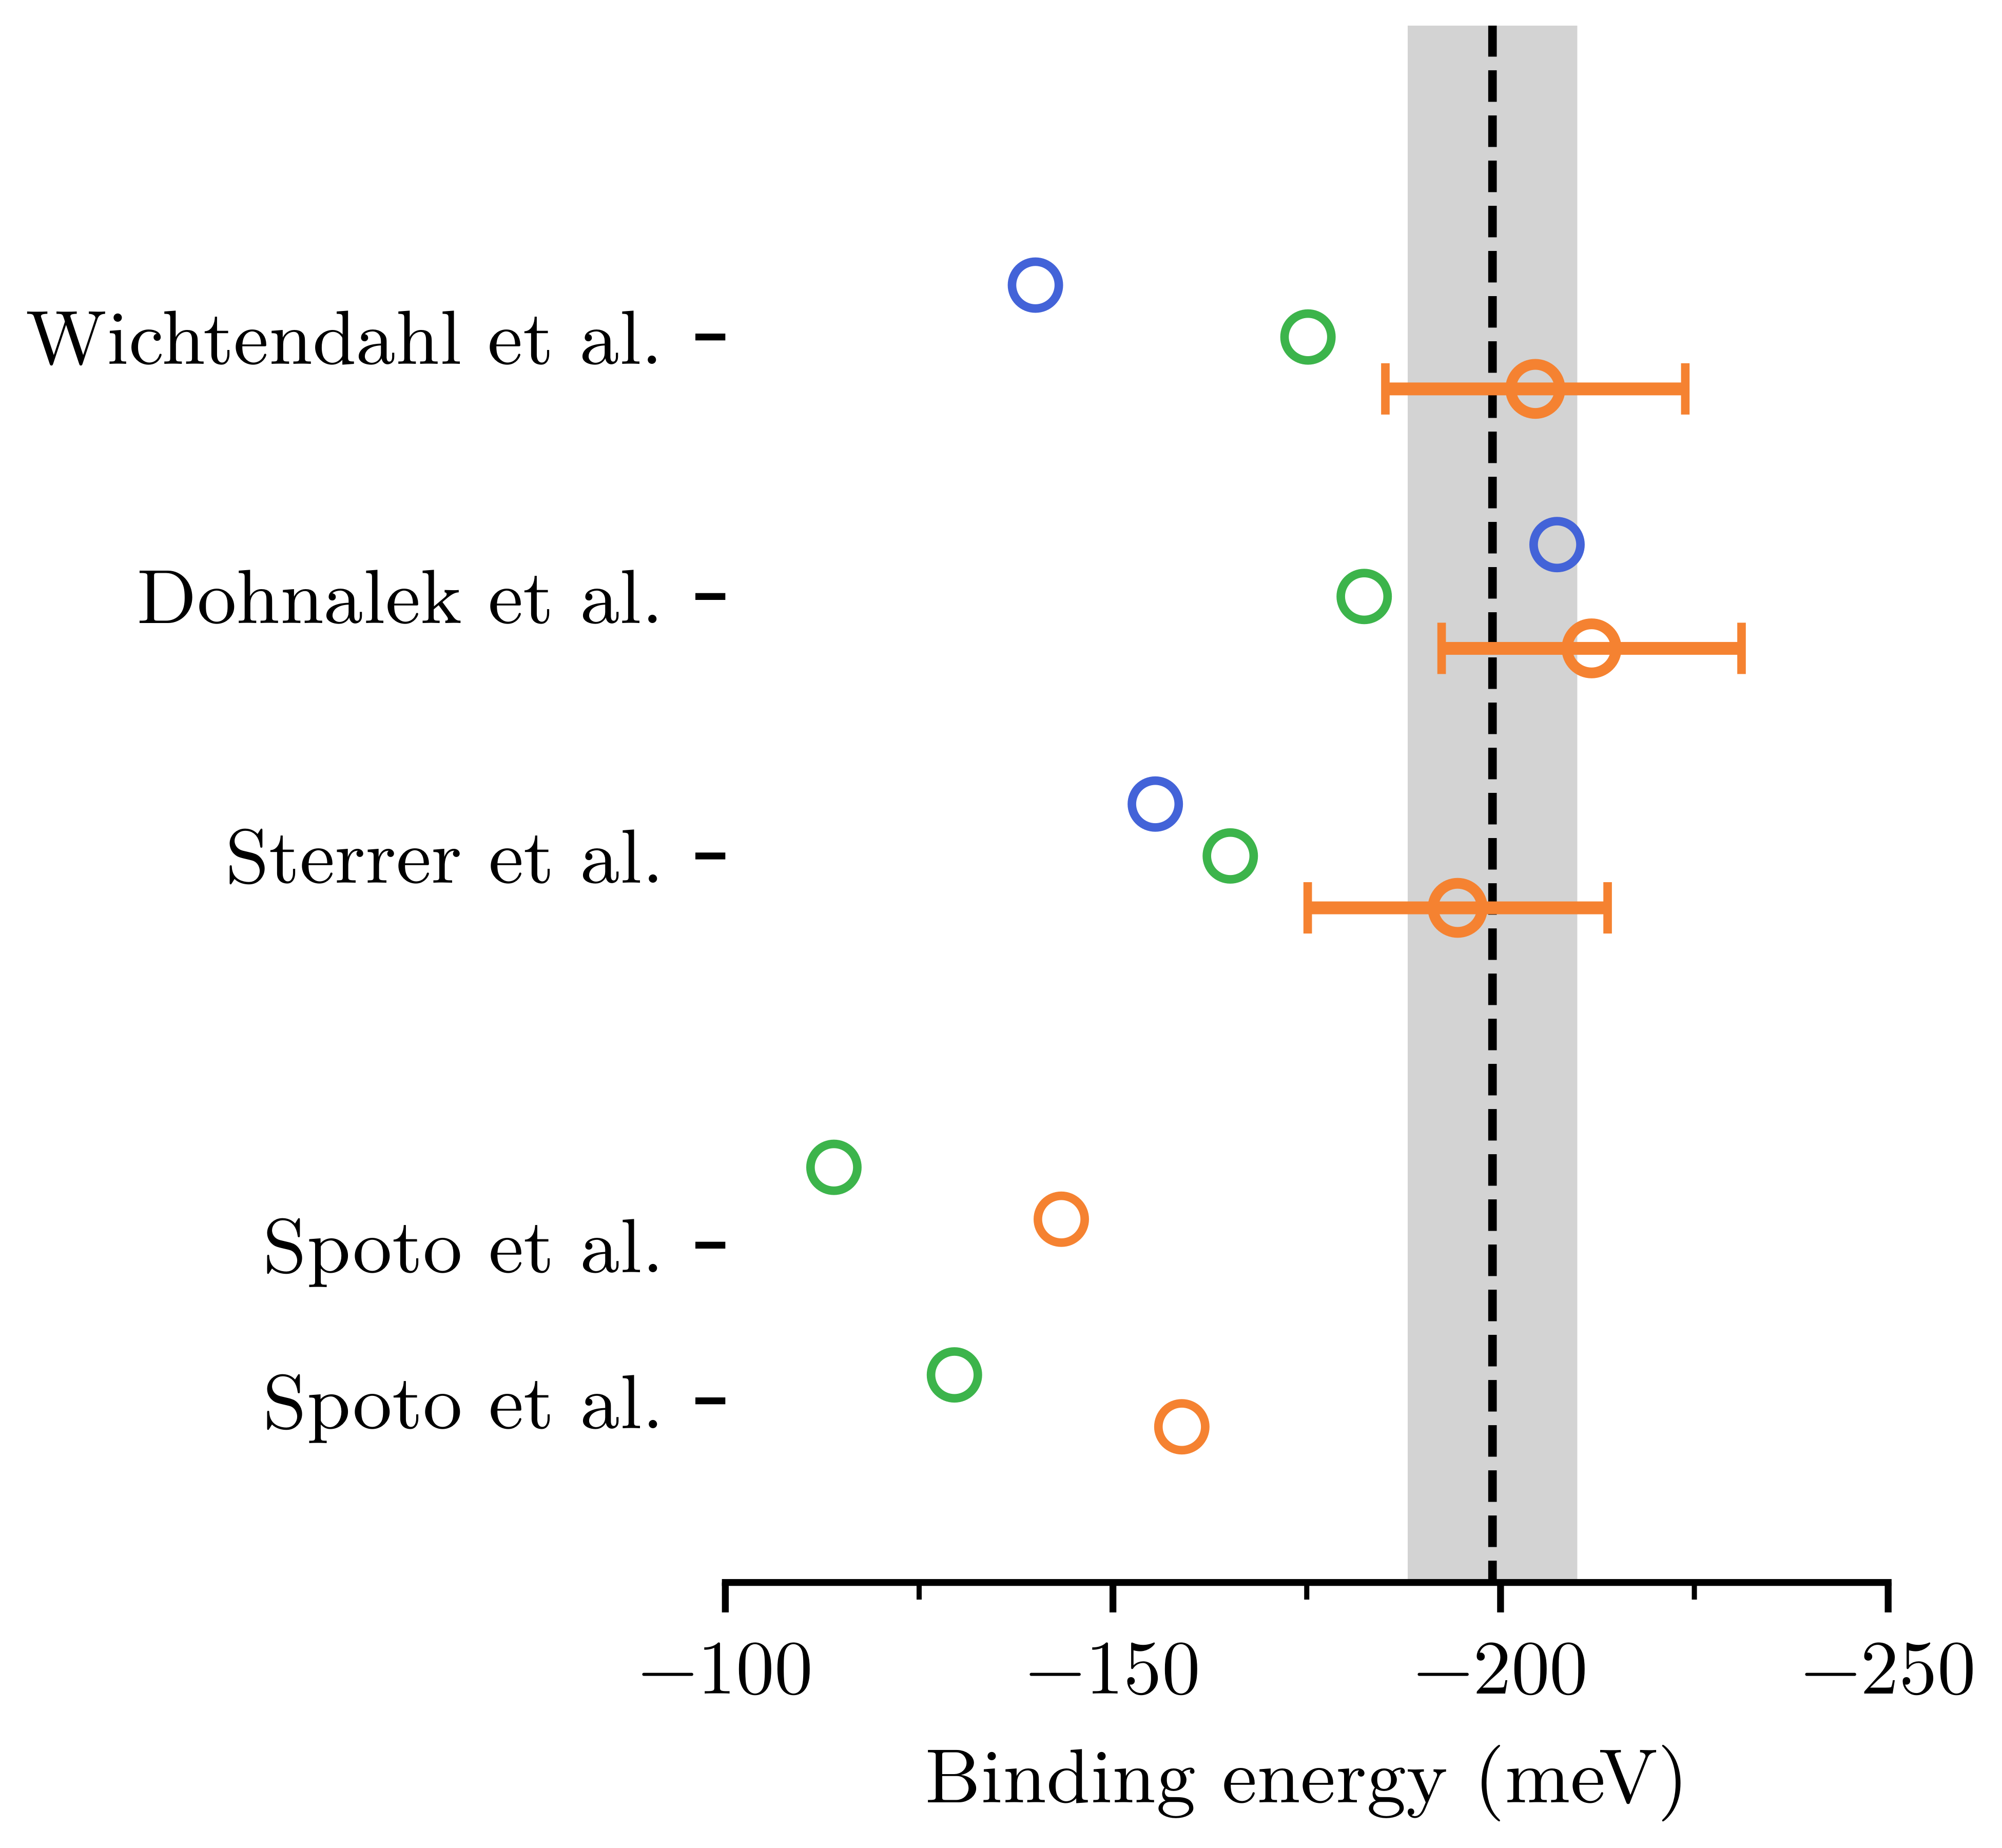 Wichtendahl et al.
Dohnalek et al.
Sterrer et al.
Spoto et al.
Spoto et al.
−100 −150 −200 −250
Binding energy (meV)